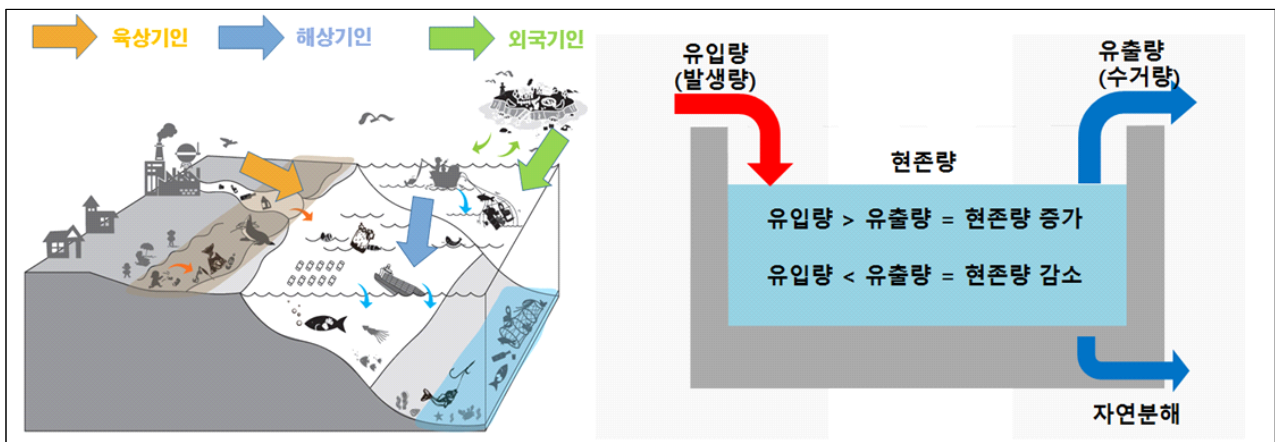 육상기인
해상기인
외국기인
유입량
(발생량)
유출량
(수거량)
현존량
유입량 > 유출량 = 현존량 증가
유입량 < 유출량 = 현존량 감소
자연분해